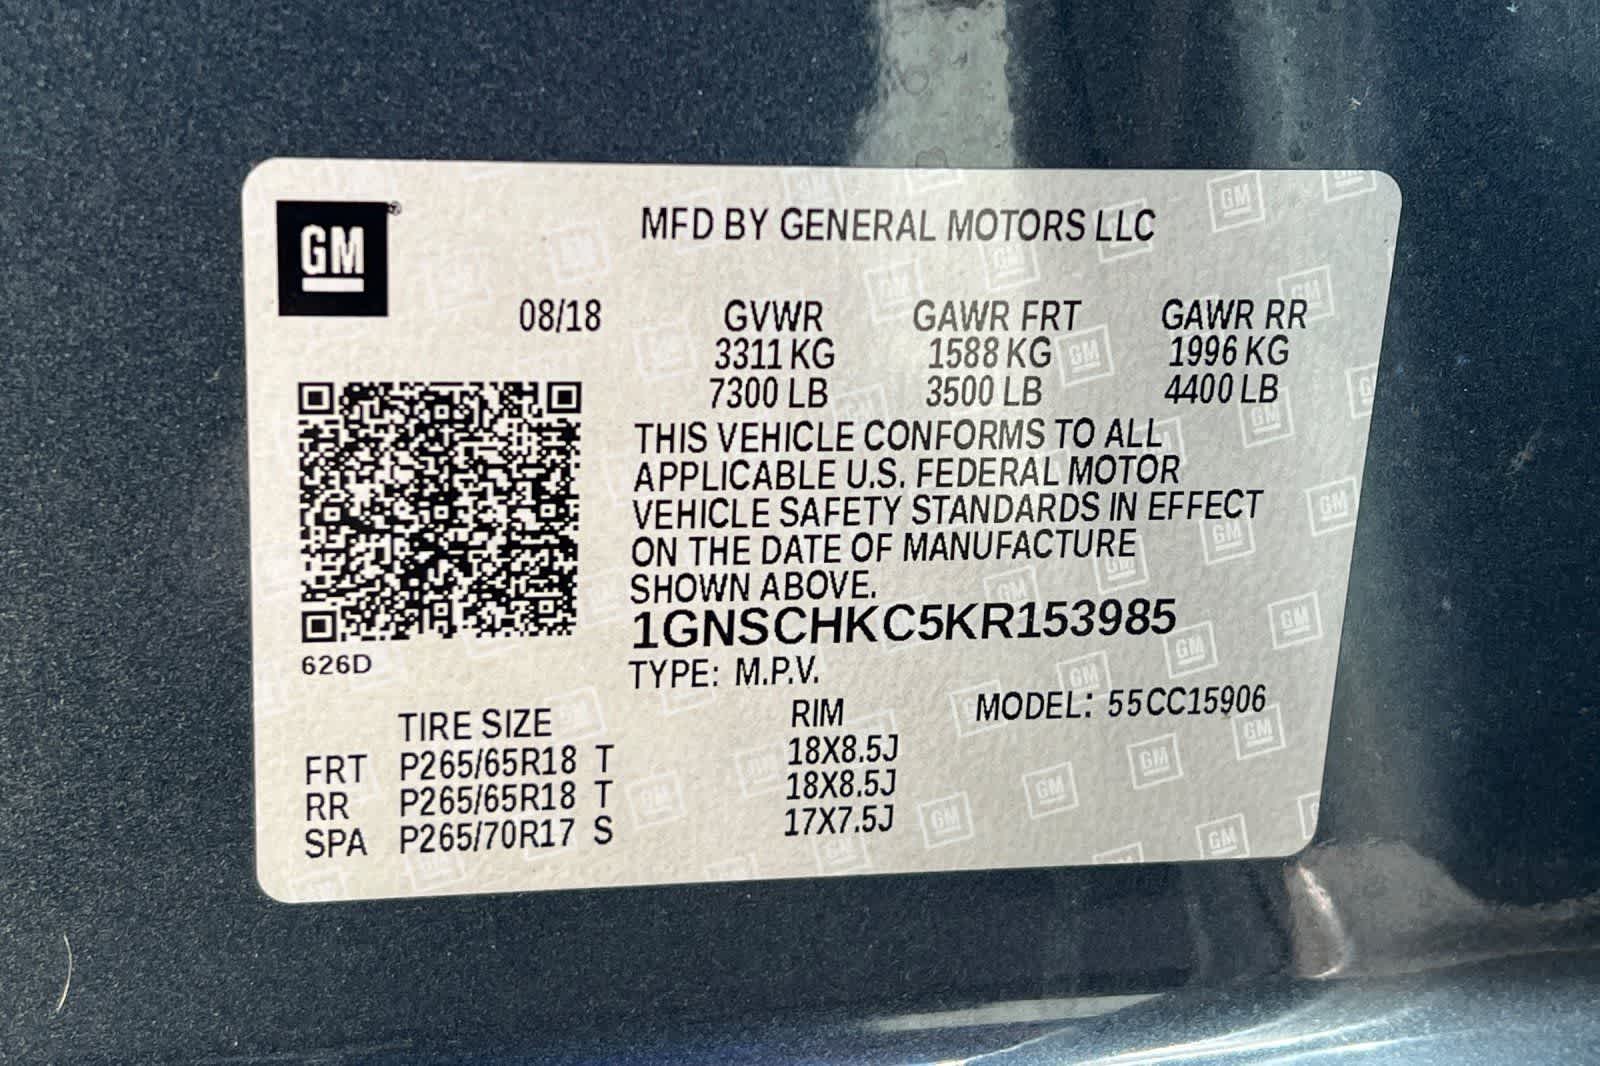 GM
MFD BY GENERAL MOTORS LLC
08/18 GVWR GAWR FRT GAWR RR
3311 KG 1588 KG 1996 KG
7300 LB 3500 LB 4400 LB
THIS VEHICLE CONFORMS TO ALL
APPLICABLE U.S. FEDERAL MOTOR
VEHICLE SAFETY STANDARDS IN EFFECT
ON THE DATE OF MANUFACTURE
SHOWN ABOVE.
1GNSCHKC5KR153985
626D
TYPE: M.P.V.
TIRE SIZE RIM MODEL: 55CC15906
FRT P265/65R18 T 18X8.5J
RR P265/65R18 T 18X8.5J
SPA P265/70R17 S 17X7.5J